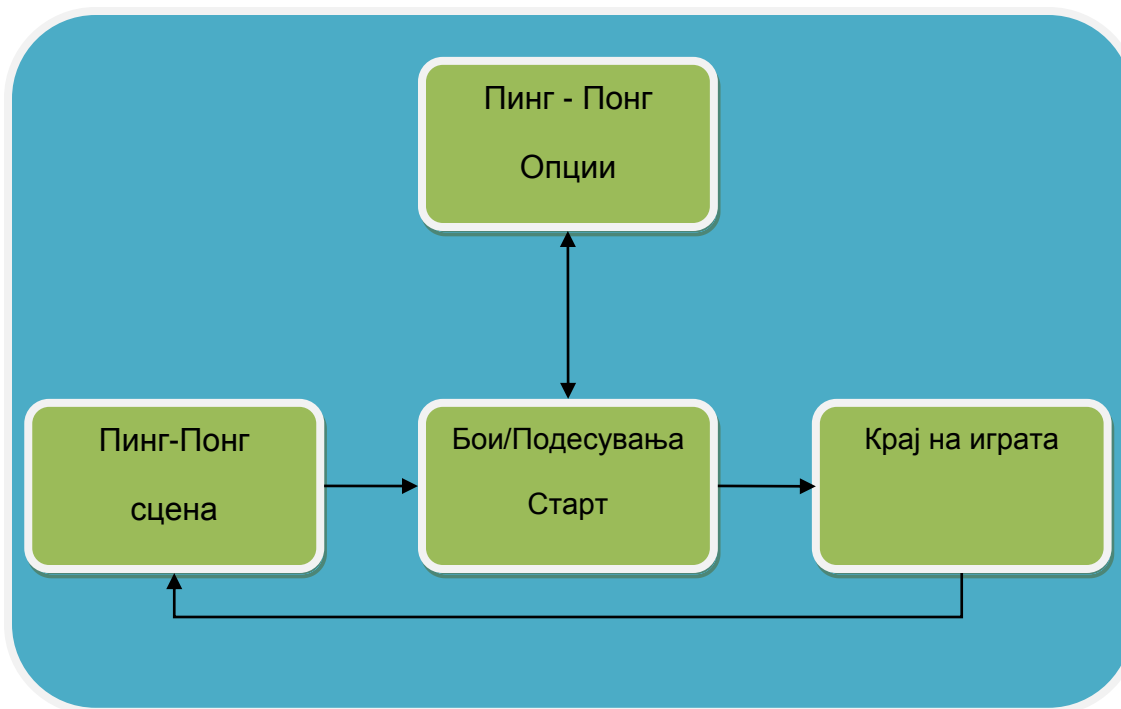 Пинг - Понг
Опции
Пинг-Понг
сцена
Бои/Подесувања
Старт
Крај на играта